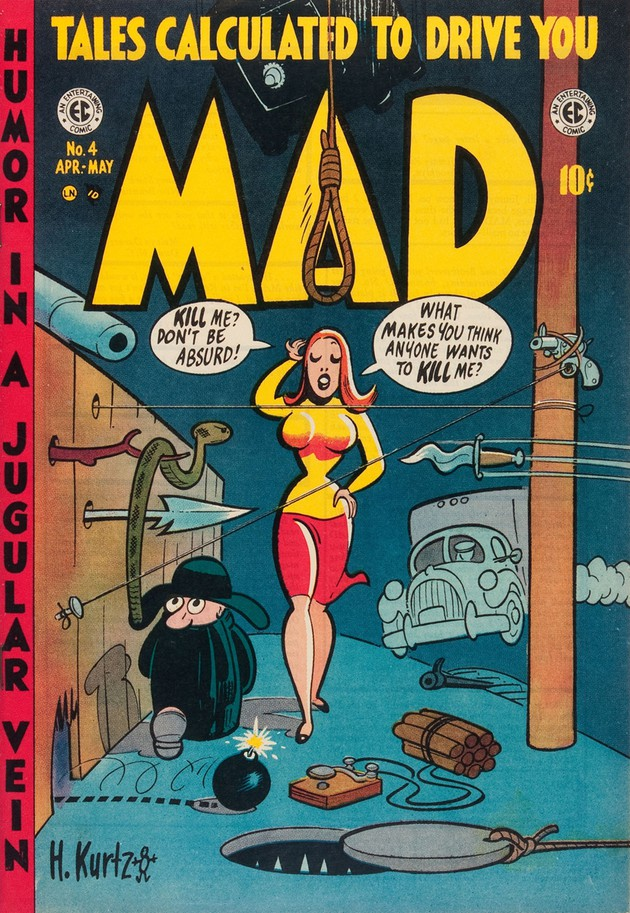 TALES CALCULATED TO DRIVE YOU
MAD
HUMOR IN A JUGULAR VEIN
AN ENTERTAINING
EC
COMIC
No. 4
APR.-MAY
LN 10
AN ENTERTAINING
EC
COMIC
10¢
KILL ME?
DON'T BE
ABSURD!
WHAT
MAKES YOU THINK
ANYONE WANTS
TO KILL ME?
H. Kurtz